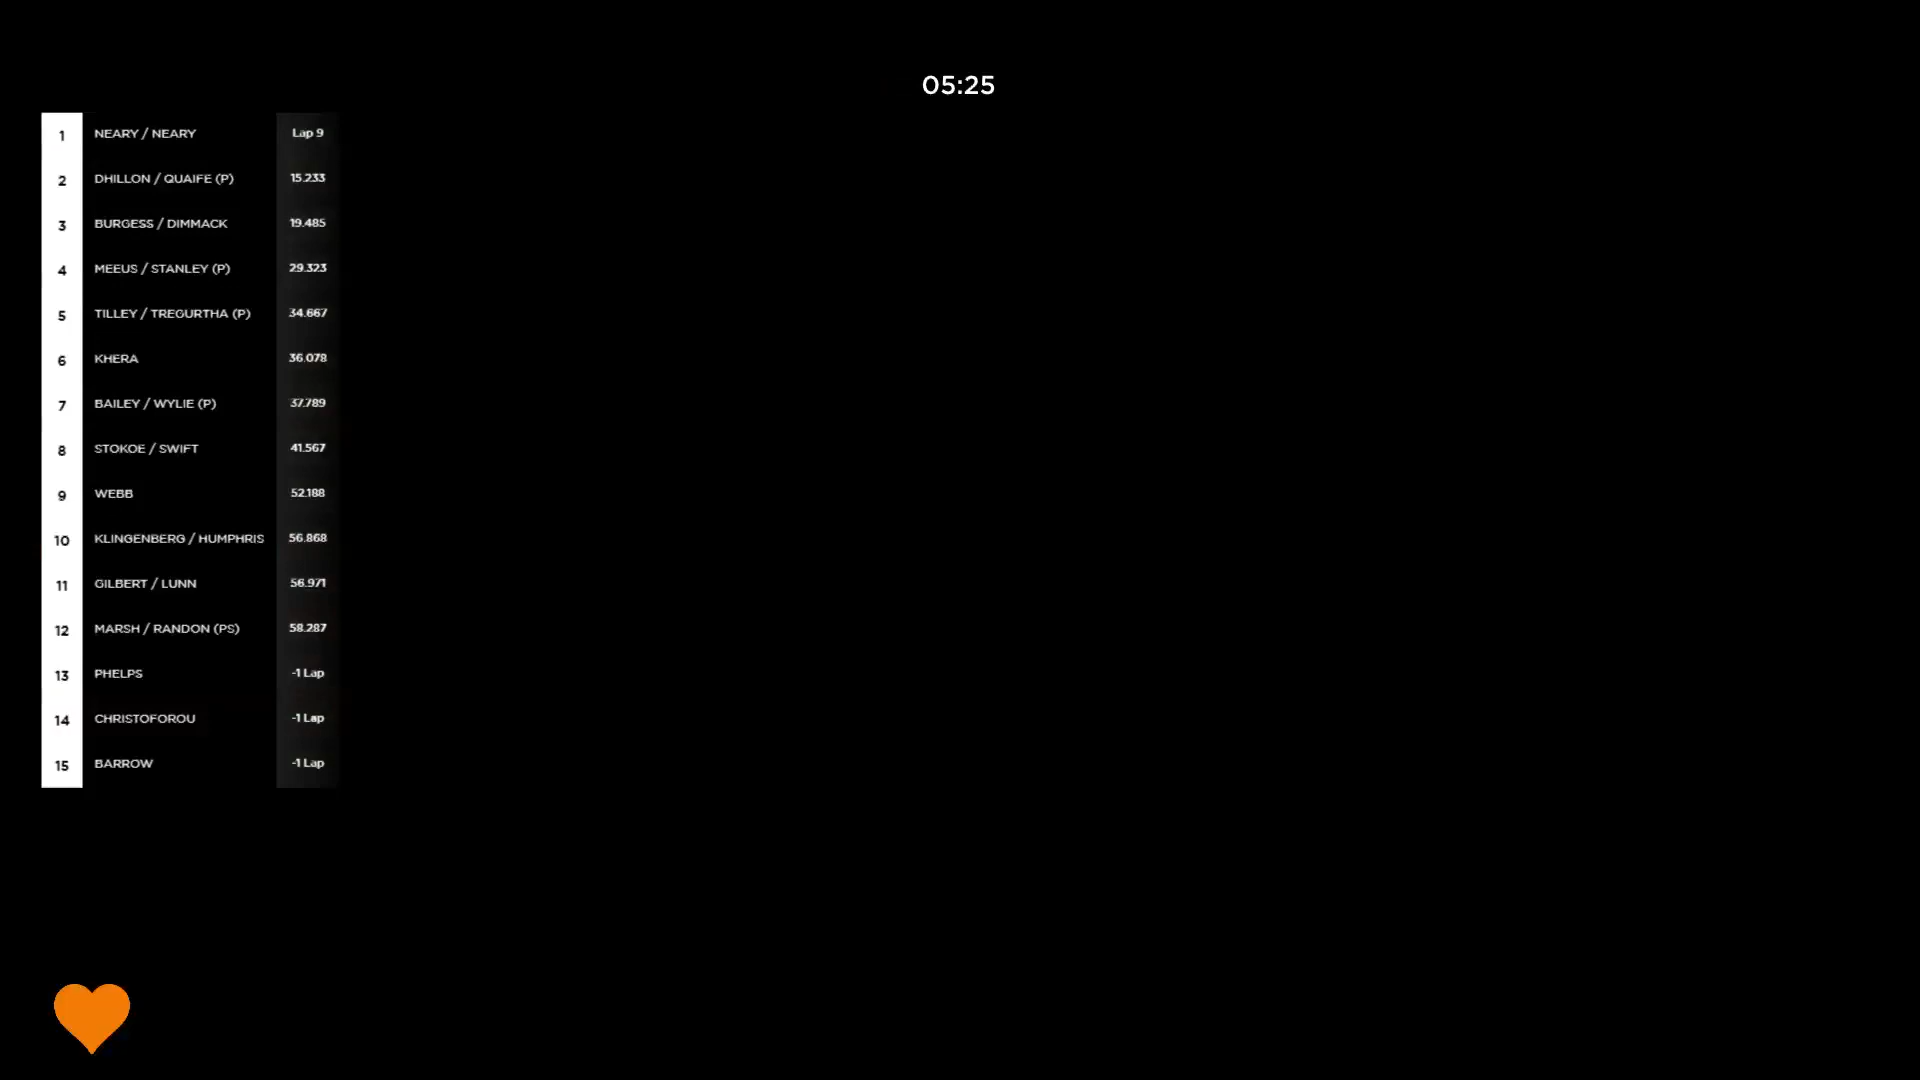 05:25
1 NEARY / NEARY Lap 9
2 DHILLON / QUAIFE (P) 15.233
3 BURGESS / DIMMACK 19.485
4 MEEUS / STANLEY (P) 29.323
5 TILLEY / TREGURTHA (P) 34.667
6 KHERA 36.078
7 BAILEY / WYLIE (P) 37.789
8 STOKOE / SWIFT 41.567
9 WEBB 52.188
10 KLINGENBERG / HUMPHRIS 56.868
11 GILBERT / LUNN 56.971
12 MARSH / RANDON (PS) 58.287
13 PHELPS -1 Lap
14 CHRISTOFOROU -1 Lap
15 BARROW -1 Lap